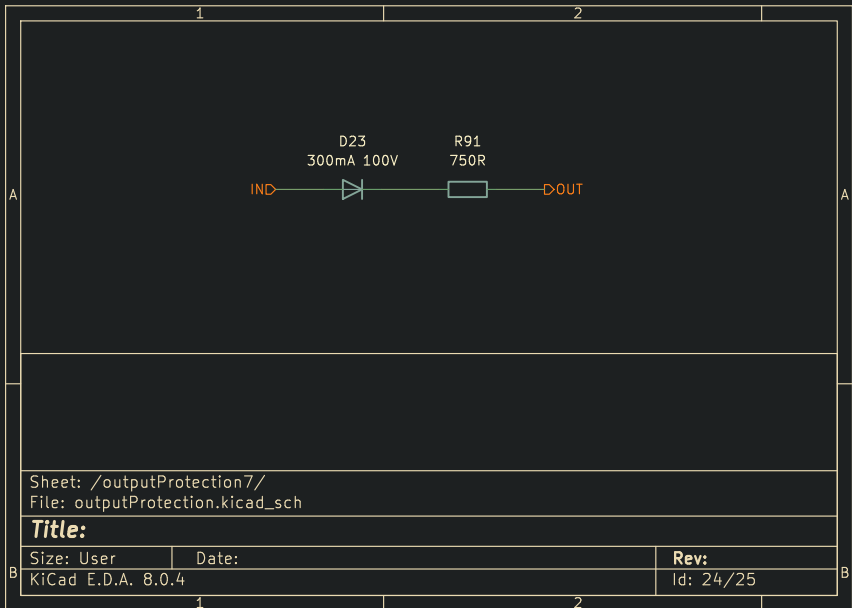 1 2
D23 R91
300mA 100V 750R
A IND OUT A
Sheet: /outputProtection7/
File: outputProtection.kicad_sch
Title:
Size: User Date: Rev:
B KiCad E.D.A. 8.0.4 Id: 24/25 B
1 2